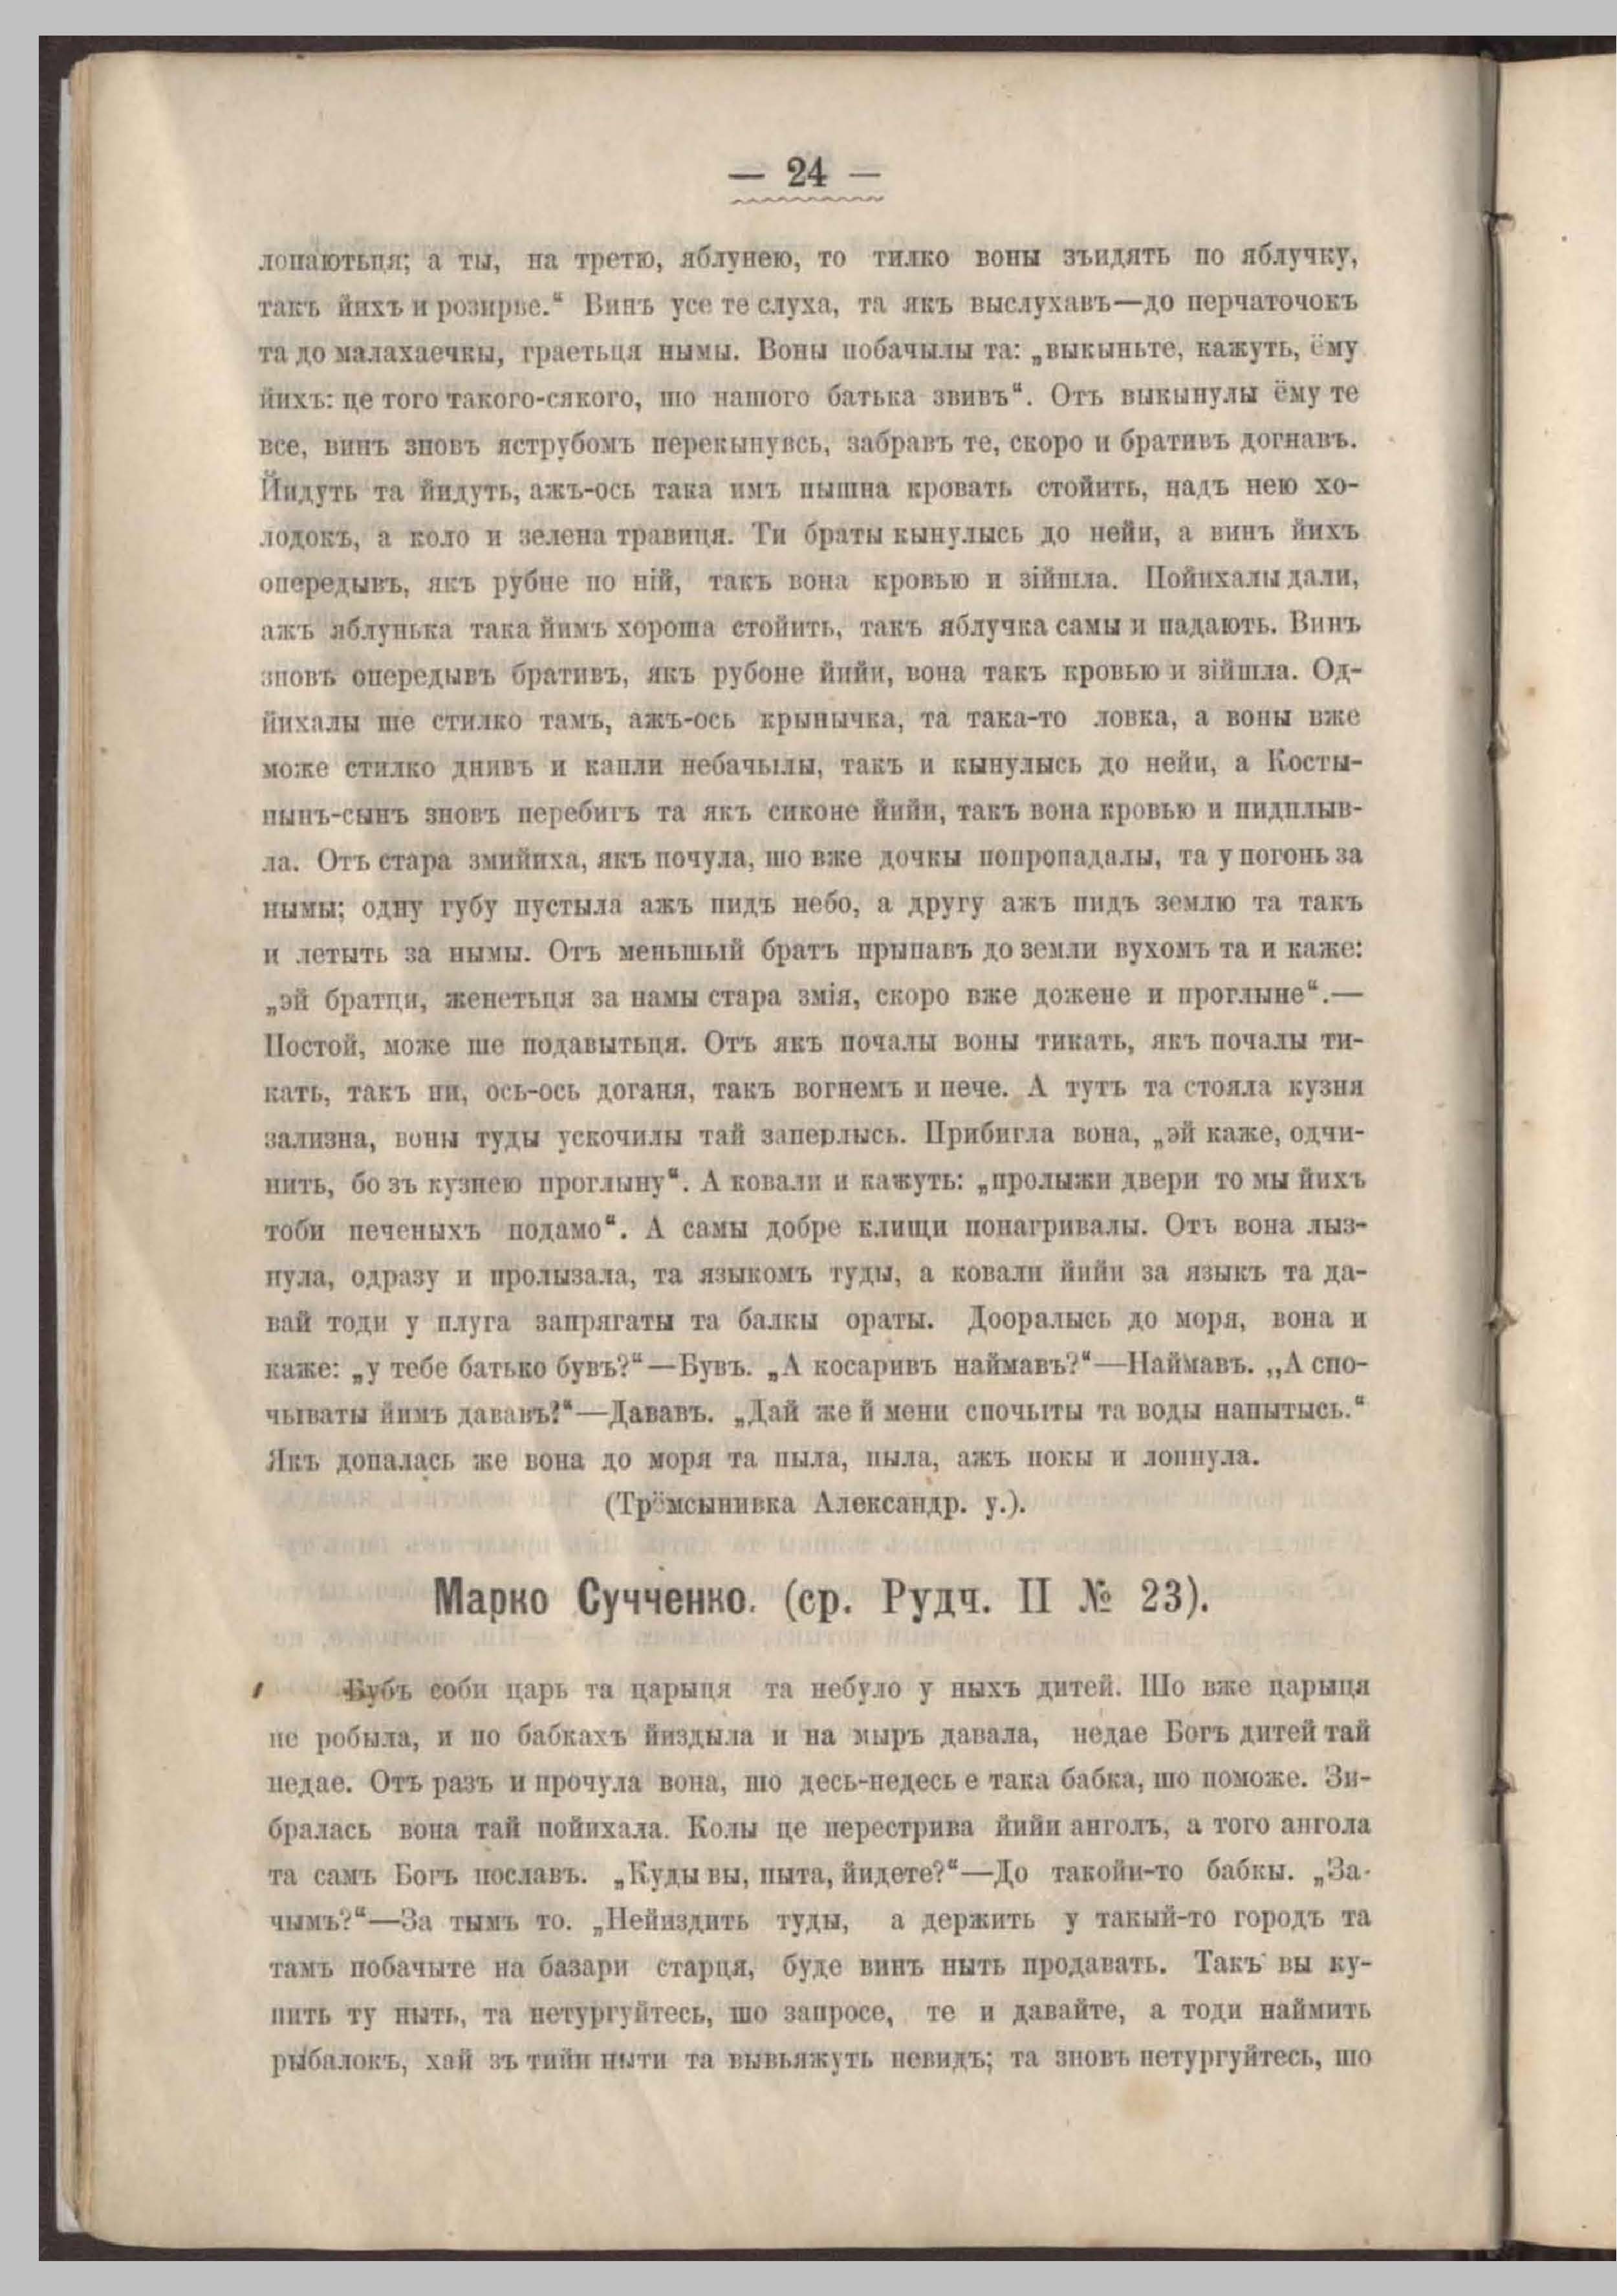 — 24 —
лопаютьця; а ты, на третю, яблунею, то тилко воны зъидять по яблучку,
такъ йихъ и розирве.“ Винъ усе те слуха, та якъ выслухавъ—до перчаточокъ
та до малахаечкы, граетьця нымы. Воны побачылы та: „выкыньте, кажуть, ёму
йихъ: це того такого-сякого, шо нашого батька звивъ“. Отъ выкынулы ёму те
все, винъ зновъ яструбомъ перекынувсь, забравъ те, скоро и бративъ догнавъ.
Йидуть та йидуть, ажъ-ось така имъ пышна кровать стойить, надъ нею хо-
лодокъ, а коло и зелена травиця. Ти браты кынулысь до нейи, а винъ йихъ
опередывъ, якъ рубне по ній, такъ вона кровью и зійшла. Пойихалы дали,
ажъ яблунька така йимъ хороша стойить, такъ яблучка самы и падають. Винъ
зновъ опередывъ бративъ, якъ рубоне йийи, вона такъ кровью и зійшла. Од-
йихалы ше стилко тамъ, ажъ-ось крыничка, та така-то ловка, а воны вже
може стилко днивъ и капли небачылы, такъ и кынулысь до нейи, а Косты-
нынъ-сынъ зновъ перебигъ та якъ сиконе йийи, такъ вона кровью и пидплыв-
ла. Отъ стара змийиха, якъ почула, шо вже дочкы попропадалы, та у погонь за
нымы; одну губу пустыла ажъ пидъ небо, а другу ажъ пидъ землю та такъ
и летыть за нымы. Отъ меньшый братъ прыпавъ до земли вухомъ та и каже:
„эй братци, женетьця за намы стара змія, скоро вже дожене и проглыне“.—
Постой, може ше подавытьця. Отъ якъ почалы воны тикать, якъ почалы ти-
кать, такъ ни, ось-ось доганя, такъ вогнемъ и пече. А тутъ та стояла кузня
зализна, воны туды ускочилы тай заперлысь. Прибигла вона, „эй каже, одчи-
нить, бо зъ кузнею проглыну“. А ковали и кажуть: „пролыжи двери то мы йихъ
тоби печеныхъ подамо“. А самы добре клищи понагривалы. Отъ вона лыз-
нула, одразу и пролызала, та языкомъ туды, а ковали йийи за языкъ та да-
вай тоди у плуга запрягаты та балкы ораты. Дооралысь до моря, вона и
каже: „у тебе батько бувъ?“—Бувъ. „А косаривъ наймавъ?“—Наймавъ. „А спо-
чываты йимъ дававъ?“—Дававъ. „Дай же й мени спочыты та воды напытысь.“
Якъ допалась же вона до моря та пыла, пыла, ажъ покы и лопнула.
(Трёмсынивка Александр. у.).
Марко Сучченко. (ср. Рудч. II № 23).
Бубъ соби царь та царыця та небуло у ныхъ дитей. Шо вже царыця
не робыла, и по бабкахъ йиздыла и на мыръ давала, недае Богъ дитей тай
недае. Отъ разъ и прочула вона, шо десь-недесь е така бабка, шо поможе. Зи-
бралась вона тай пойихала. Колы це перестрива йийи анголъ, а того ангола
та самъ Богъ пославъ. „Куды вы, пыта, йидете?“—До такойи-то бабкы. „За-
чымъ?“—За тымъ то. „Нейиздить туды, а держить у такый-то городъ та
тамъ побачыте на базари старця, буде винъ ныть продавать. Такъ вы ку-
пить ту ныть, та нетургуйтесь, шо запросе, те и давайте, а тоди наймить
рыбалокъ, хай зъ тийи ныти та вывьяжуть невидъ; та зновъ нетургуйтесь, шо